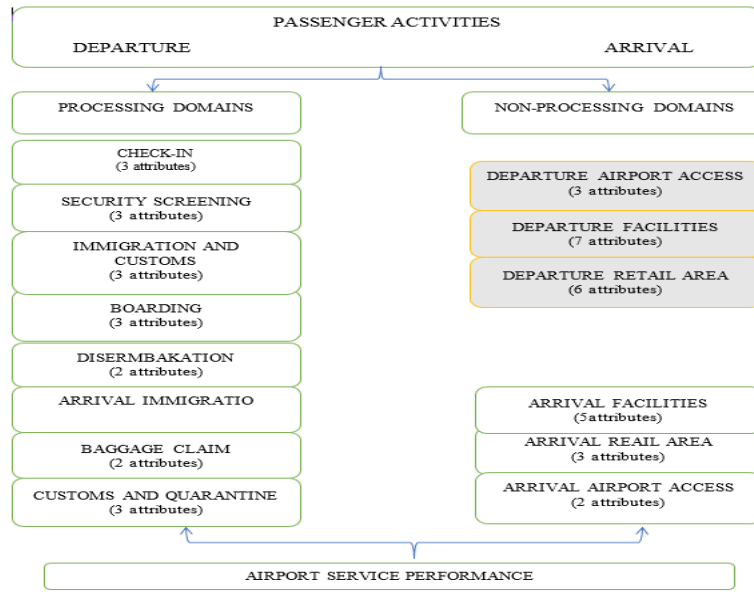 PASSENGER ACTIVITIES
DEPARTURE ARRIVAL
PROCESSING DOMAINS
CHECK-IN
(3 attributes)
SECURITY SCREENING
(3 attributes)
IMMIGRATION AND
CUSTOMS
(3 attributes)
BOARDING
(3 attributes)
DISERMBAKATION
(2 attributes)
ARRIVAL IMMIGRATIO
BAGGAGE CLAIM
(2 attributes)
CUSTOMS AND QUARANTINE
(3 attributes)
NON-PROCESSING DOMAINS
DEPARTURE AIRPORT ACCESS
(3 attributes)
DEPARTURE FACILITIES
(7 attributes)
DEPARTURE RETAIL AREA
(6 attributes)
ARRIVAL FACILITIES
(5attributes)
ARRIVAL REAIL AREA
(3 attributes)
ARRIVAL AIRPORT ACCESS
(2 attributes)
AIRPORT SERVICE PERFORMANCE